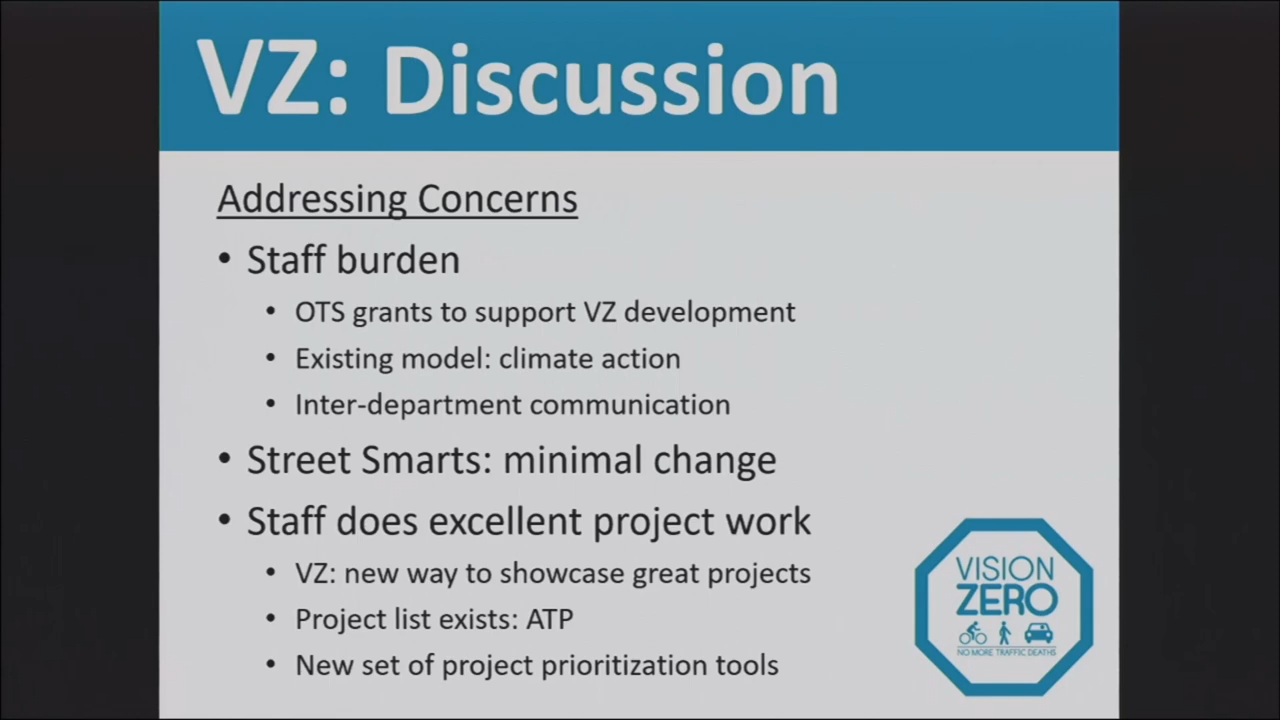 VZ: Discussion
Addressing Concerns
• Staff burden
• OTS grants to support VZ development
• Existing model: climate action
• Inter-department communication
• Street Smarts: minimal change
• Staff does excellent project work
• VZ: new way to showcase great projects
• Project list exists: ATP
• New set of project prioritization tools
VISION
ZERO
NO MORE TRAFFIC DEATHS